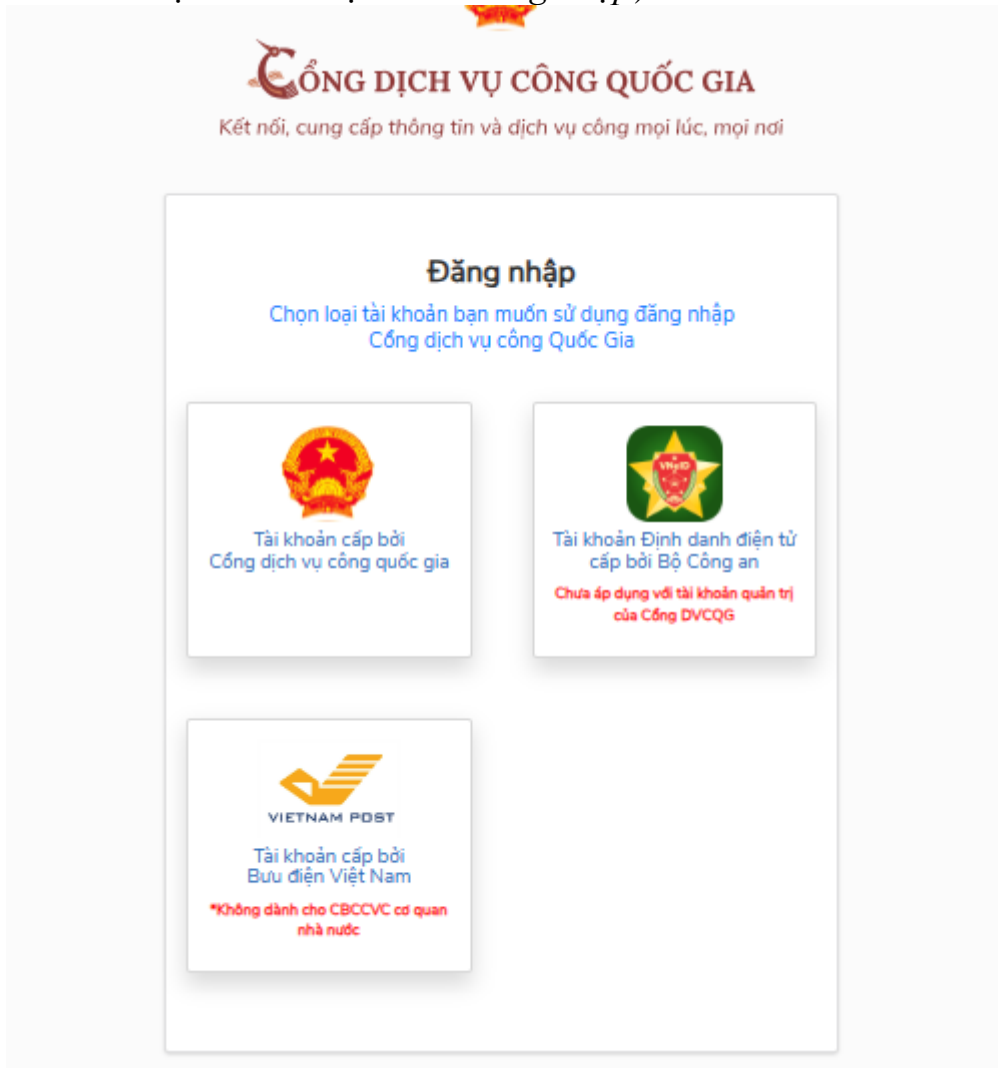 CỔNG DỊCH VỤ CÔNG QUỐC GIA
Kết nối, cung cấp thông tin và dịch vụ công mọi lúc, mọi nơi
Đăng nhập
Chọn loại tài khoản bạn muốn sử dụng đăng nhập
Cổng dịch vụ công Quốc Gia
Tài khoản cấp bởi
Cổng dịch vụ công quốc gia
VNeID
Tài khoản Định danh điện tử
cấp bởi Bộ Công an
Chưa áp dụng với tài khoản quản trị
của Cổng DVCQG
VIETNAM POST
Tài khoản cấp bởi
Bưu điện Việt Nam
*Không dành cho CBCCVC cơ quan
nhà nước